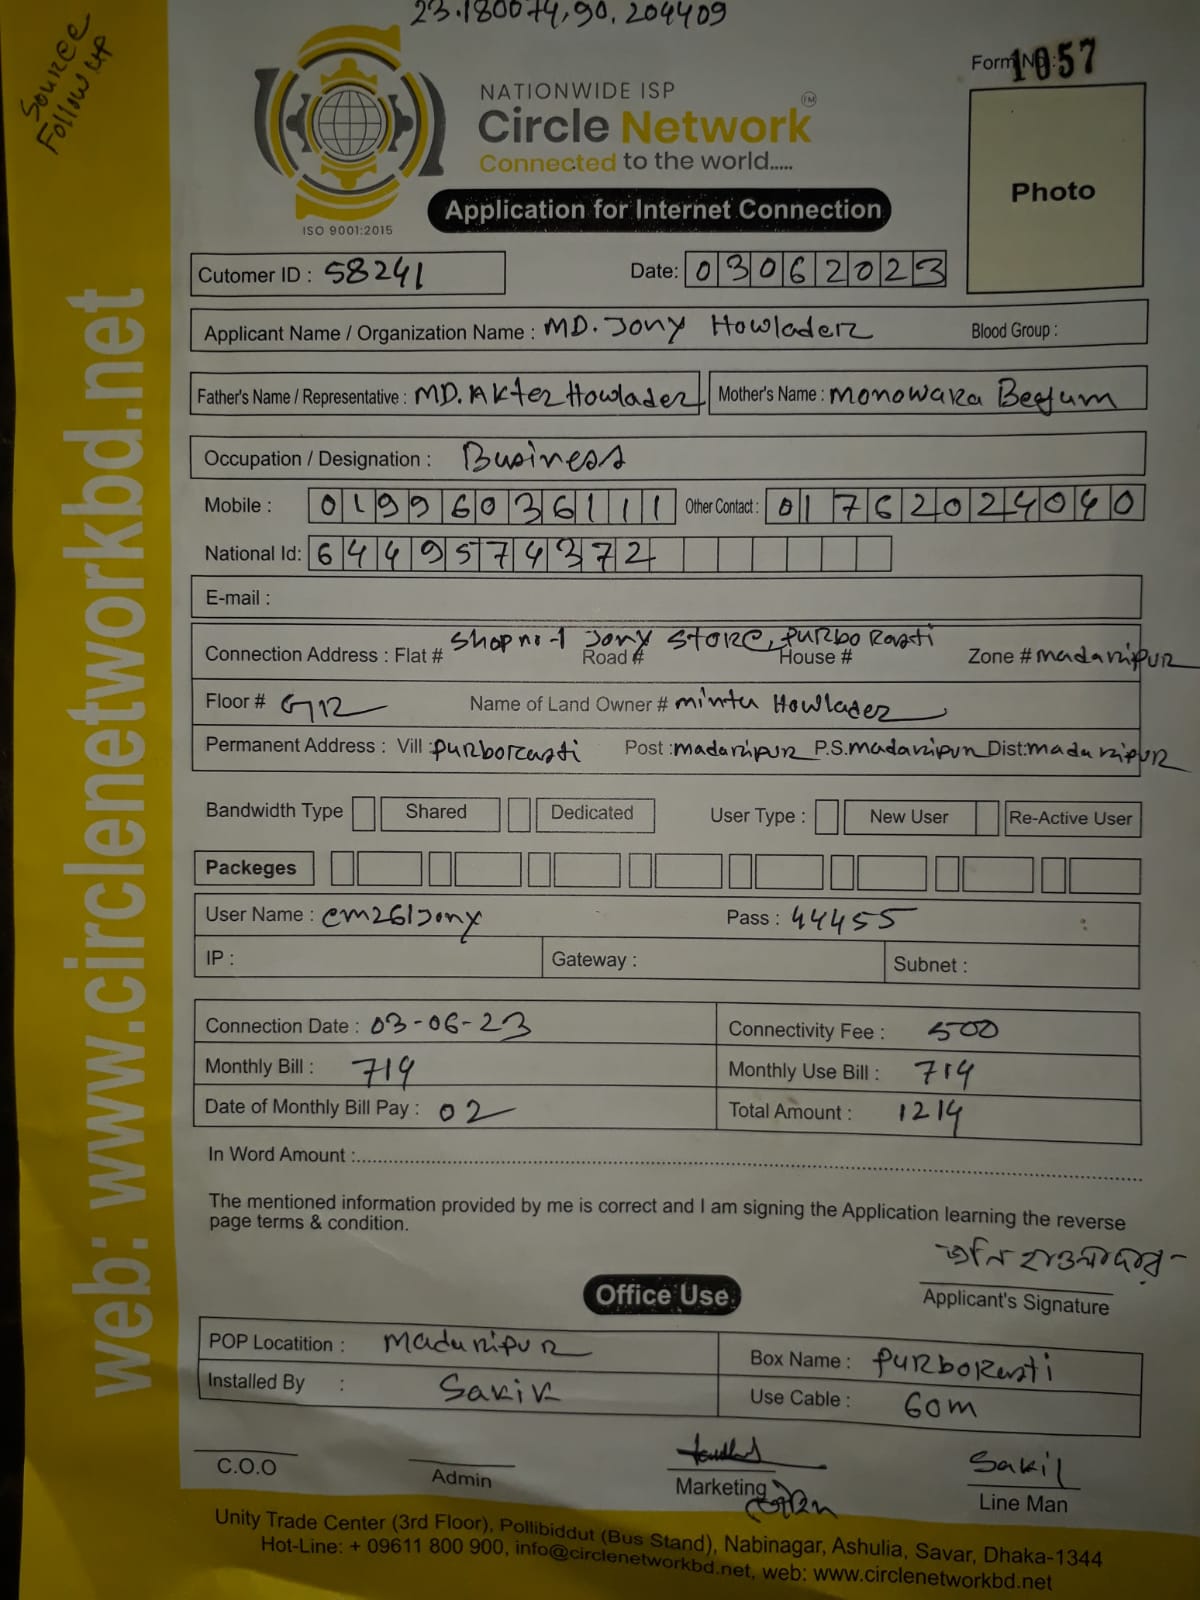 23.180074,90.204409
Source
Follow up
Form No : 1057
NATIONWIDE ISP
Circle Network TM
Connected to the world.....
ISO 9001:2015
Application for Internet Connection
Photo
Cutomer ID : 58241
Date: 03062023
Applicant Name / Organization Name : MD. Jony Howlader
Blood Group :
Father's Name / Representative : MD. Akter Howlader
Mother's Name : Monowara Begum
Occupation / Designation : Business
Mobile : 01996036111 Other Contact : 01762024040
National Id: 6449574372
E-mail :
Connection Address : Flat # Shop no-1 Road # Jony Store, House # Purbo Rasti Zone # madaripur
Floor # GR Name of Land Owner # mintu Howlader
Permanent Address : Vill : purborasti Post : madaripur P.S. madaripur Dist: madaripur
Bandwidth Type Shared Dedicated User Type : New User Re-Active User
Packeges
User Name : cm261Jony Pass : 44455
IP : Gateway : Subnet :
Connection Date : 03-06-23 Connectivity Fee : 500
Monthly Bill : 714 Monthly Use Bill : 714
Date of Monthly Bill Pay : 02 Total Amount : 1214
In Word Amount :
The mentioned information provided by me is correct and I am signing the Application learning the reverse
page terms & condition.
জনি হাওলাদার
Applicant's Signature
Office Use
POP Locatition : Madaripur Box Name : Purborasti
Installed By : Sakik Use Cable : 60m
C.O.O Admin Marketing Sakil Line Man
Unity Trade Center (3rd Floor), Pollibiddut (Bus Stand), Nabinagar, Ashulia, Savar, Dhaka-1344
Hot-Line: + 09611 800 900, info@circlenetworkbd.net, web: www.circlenetworkbd.net
web: www.circlenetworkbd.net